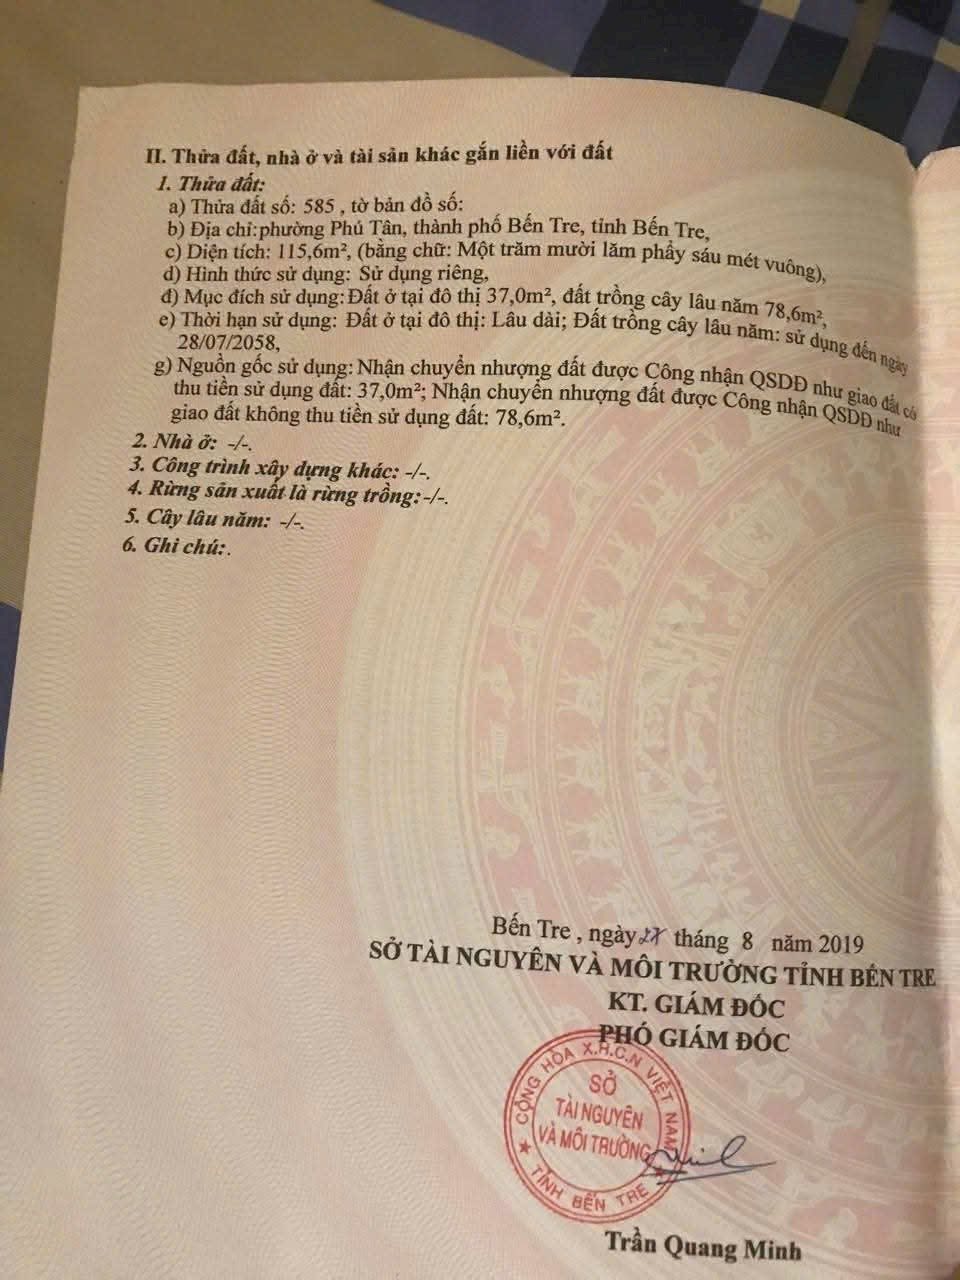 II. Thửa đất, nhà ở và tài sản khác gắn liền với đất
1. Thửa đất:
a) Thửa đất số: 585 , tờ bản đồ số:
b) Địa chỉ:phường Phú Tân, thành phố Bến Tre, tỉnh Bến Tre,
c) Diện tích: 115,6m², (bằng chữ: Một trăm mười lăm phẩy sáu mét vuông),
d) Hình thức sử dụng: Sử dụng riêng,
đ) Mục đích sử dụng:Đất ở tại đô thị 37,0m², đất trồng cây lâu năm 78,6m²,
e) Thời hạn sử dụng: Đất ở tại đô thị: Lâu dài; Đất trồng cây lâu năm: sử dụng đến ngày
28/07/2058,
g) Nguồn gốc sử dụng: Nhận chuyển nhượng đất được Công nhận QSDĐ như giao đất có
thu tiền sử dụng đất: 37,0m²; Nhận chuyển nhượng đất được Công nhận QSDĐ như
giao đất không thu tiền sử dụng đất: 78,6m².
2. Nhà ở: -/-.
3. Công trình xây dựng khác: -/-.
4. Rừng sản xuất là rừng trồng:-/-.
5. Cây lâu năm: -/-.
6. Ghi chú:.
Bến Tre , ngày 27 tháng 8 năm 2019
SỞ TÀI NGUYÊN VÀ MÔI TRƯỜNG TỈNH BẾN TRE
KT. GIÁM ĐỐC
PHÓ GIÁM ĐỐC
CỘNG HÒA X.H.C.N VIỆT NAM
SỞ
TÀI NGUYÊN
VÀ MÔI TRƯỜNG
TỈNH BẾN TRE
Trần Quang Minh